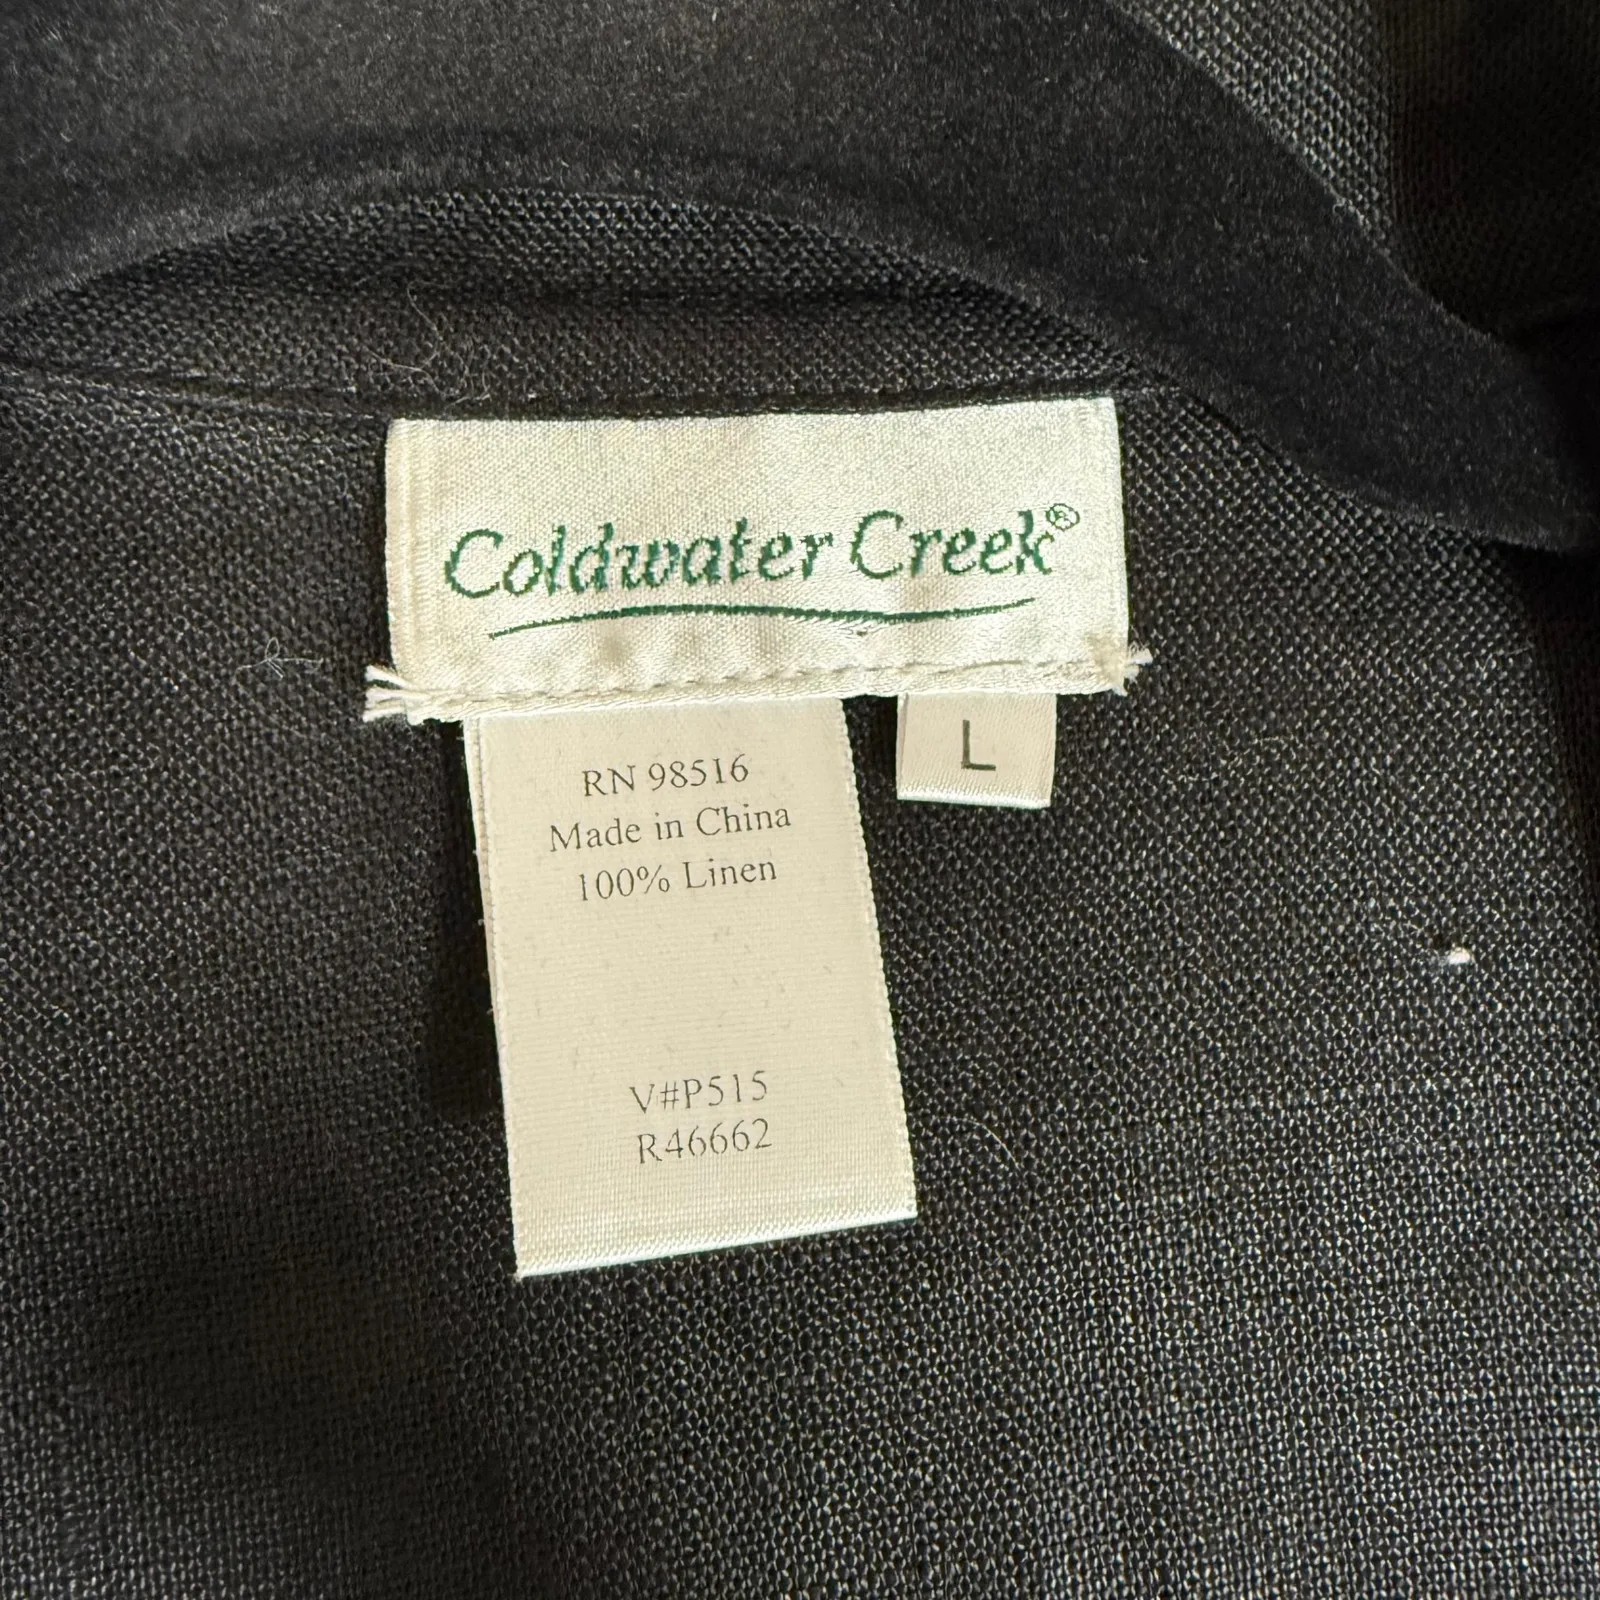 Coldwater Creek®
L
RN 98516
Made in China
100% Linen
V#P515
R46662